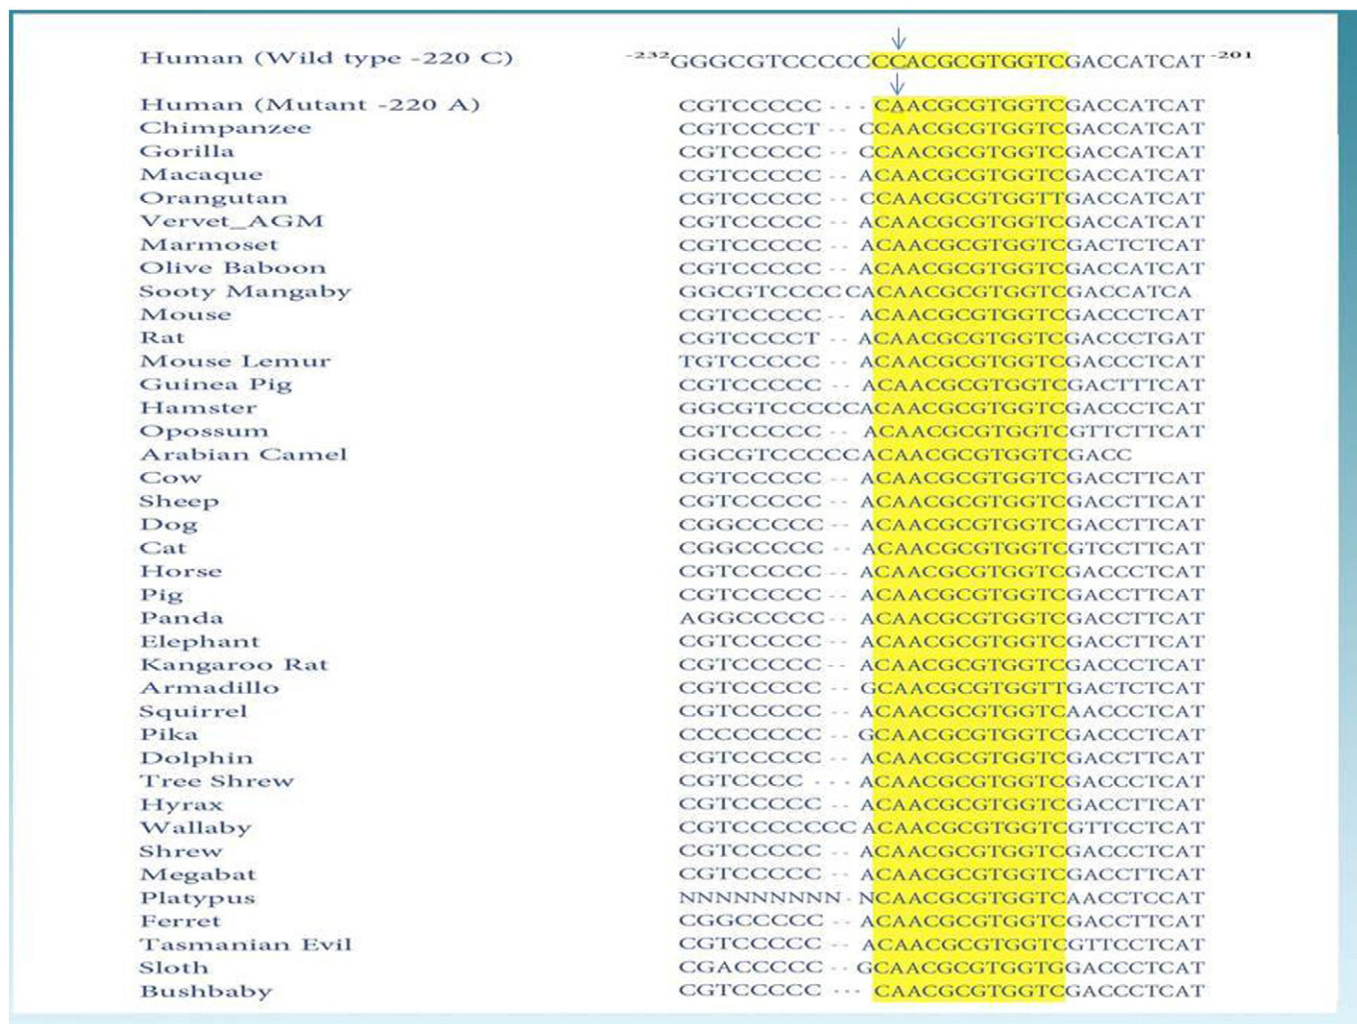 Human (Wild type -220 C) -232GGGCGTCCCCCCCCACGCGTGGTCGACCATCAT-201
Human (Mutant -220 A) CGTCCCCC --- CAACGCGTGGTCGACCATCAT
Chimpanzee CGTCCCCT -- CCAACGCGTGGTCGACCATCAT
Gorilla CGTCCCCC -- CCAACGCGTGGTCGACCATCAT
Macaque CGTCCCCC -- ACAACGCGTGGTCGACCATCAT
Orangutan CGTCCCCC -- CCAACGCGTGGTTGACCATCAT
Vervet_AGM CGTCCCCC -- ACAACGCGTGGTCGACCATCAT
Marmoset CGTCCCCC -- ACAACGCGTGGTCGACTCTCAT
Olive Baboon CGTCCCCC -- ACAACGCGTGGTCGACCATCAT
Sooty Mangaby GGCGTCCCCCCACAACGCGTGGTCGACCATCA
Mouse CGTCCCCC -- ACAACGCGTGGTCGACCCTCAT
Rat CGTCCCCT -- ACAACGCGTGGTCGACCCTGAT
Mouse Lemur TGTCCCCC -- ACAACGCGTGGTCGACCCTCAT
Guinea Pig CGTCCCCC -- ACAACGCGTGGTCGACTTTCAT
Hamster GGCGTCCCCCACAACGCGTGGTCGACCCTCAT
Opossum CGTCCCCC -- ACAACGCGTGGTCGTTCTTCAT
Arabian Camel GGCGTCCCCCACAACGCGTGGTCGACC
Cow CGTCCCCC -- ACAACGCGTGGTCGACCTTCAT
Sheep CGTCCCCC -- ACAACGCGTGGTCGACCTTCAT
Dog CGGCCCCC -- ACAACGCGTGGTCGACCTTCAT
Cat CGGCCCCC -- ACAACGCGTGGTCGTCCTTCAT
Horse CGTCCCCC -- ACAACGCGTGGTCGACCCTCAT
Pig CGTCCCCC -- ACAACGCGTGGTCGACCTTCAT
Panda AGGCCCCC -- ACAACGCGTGGTCGACCTTCAT
Elephant CGTCCCCC -- ACAACGCGTGGTCGACCTTCAT
Kangaroo Rat CGTCCCCC -- ACAACGCGTGGTCGACCCTCAT
Armadillo CGTCCCCC -- GCAACGCGTGGTTGACTCTCAT
Squirrel CGTCCCCC -- ACAACGCGTGGTCAACCCTCAT
Pika CCCCCCCC -- GCAACGCGTGGTCGACCCTCAT
Dolphin CGTCCCCC -- ACAACGCGTGGTCGACCTTCAT
Tree Shrew CGTCCCC --- ACAACGCGTGGTCGACCCTCAT
Hyrax CGTCCCCC -- ACAACGCGTGGTCGACCTTCAT
Wallaby CGTCCCCCCC ACAACGCGTGGTCGTTCCTCAT
Shrew CGTCCCCC -- ACAACGCGTGGTCGACCCTCAT
Megabat CGTCCCCC -- ACAACGCGTGGTCGACCTTCAT
Platypus NNNNNNNNN - NCAACGCGTGGTCAACCTCCAT
Ferret CGGCCCCC -- ACAACGCGTGGTCGACCTTCAT
Tasmanian Evil CGTCCCCC -- ACAACGCGTGGTCGTTCCTCAT
Sloth CGACCCCC -- GCAACGCGTGGTGGACCCTCAT
Bushbaby CGTCCCCC --- CAACGCGTGGTCGACCCTCAT